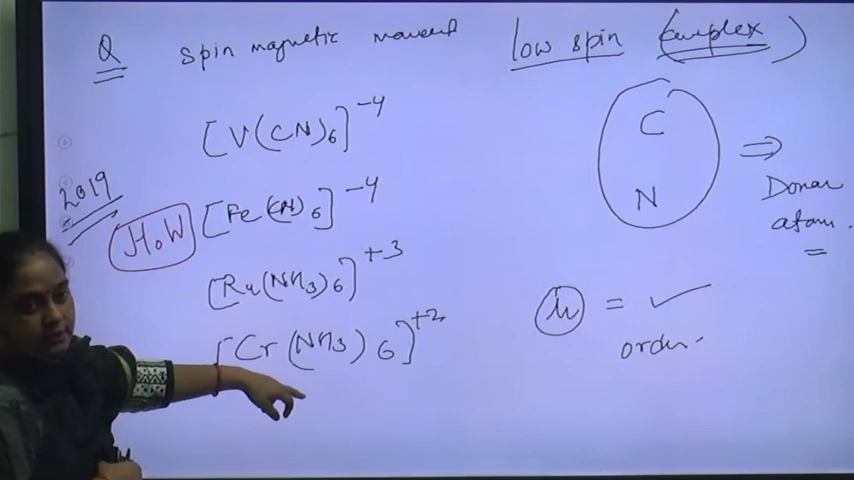 Q spin magnetic moment low spin (complex)
[V(CN)6]-4
C
N
⇒ Donar atom.
2019
H.W
[Fe(CN)6]-4
[Ru(NH3)6]+3
[Cr(NH3)6]+2
μ = ✓
order.